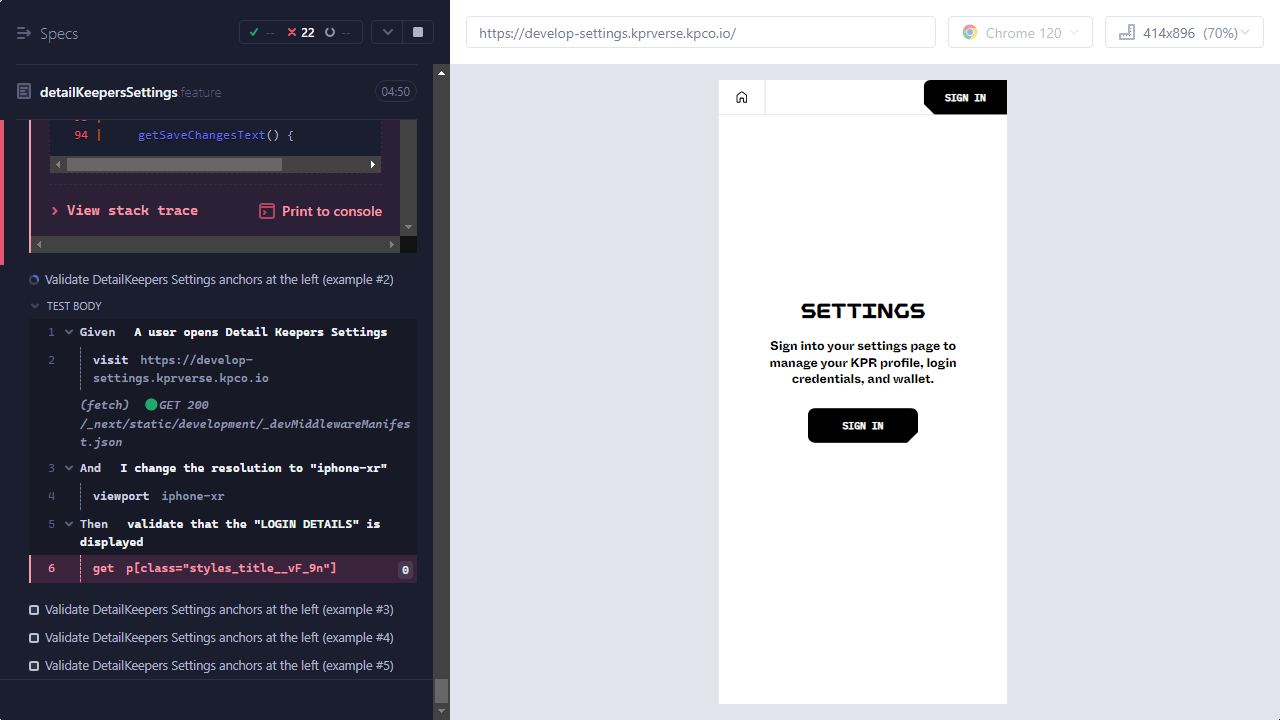 Specs
--
22
--
detailKeepersSettings feature
04:50
94 | getSaveChangesText() {
View stack trace
Print to console
Validate DetailKeepers Settings anchors at the left (example #2)
TEST BODY
1 Given A user opens Detail Keepers Settings
2 visit https://develop-
settings.kprverse.kpco.io
(fetch) GET 200
/_next/static/development/_devMiddlewareManifes
t.json
3 And I change the resolution to "iphone-xr"
4 viewport iphone-xr
5 Then validate that the "LOGIN DETAILS" is
displayed
6 get p[class="styles_title__vF_9n"] 0
Validate DetailKeepers Settings anchors at the left (example #3)
Validate DetailKeepers Settings anchors at the left (example #4)
Validate DetailKeepers Settings anchors at the left (example #5)
https://develop-settings.kprverse.kpco.io/
Chrome 120
414x896 (70%)
SIGN IN
SETTINGS
Sign into your settings page to
manage your KPR profile, login
credentials, and wallet.
SIGN IN